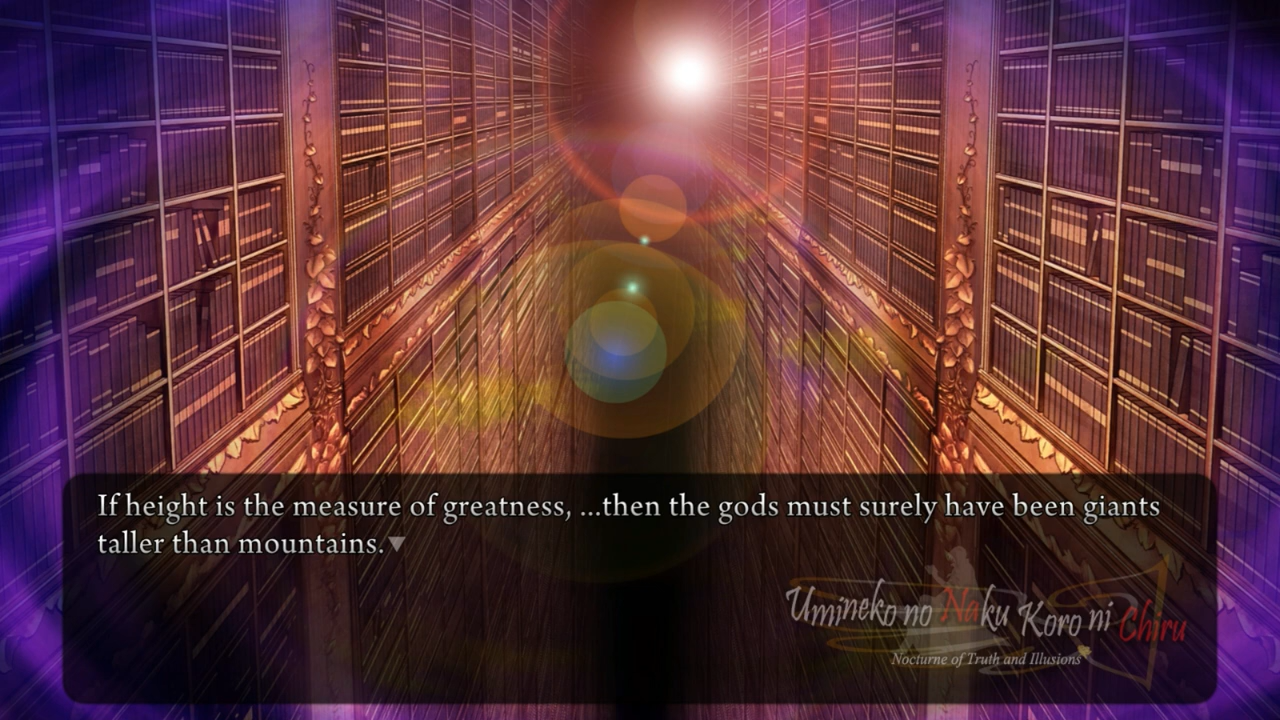 If height is the measure of greatness, ...then the gods must surely have been giants
taller than mountains.
Umineko no Naku Koro ni Chiru
Nocturne of Truth and Illusions